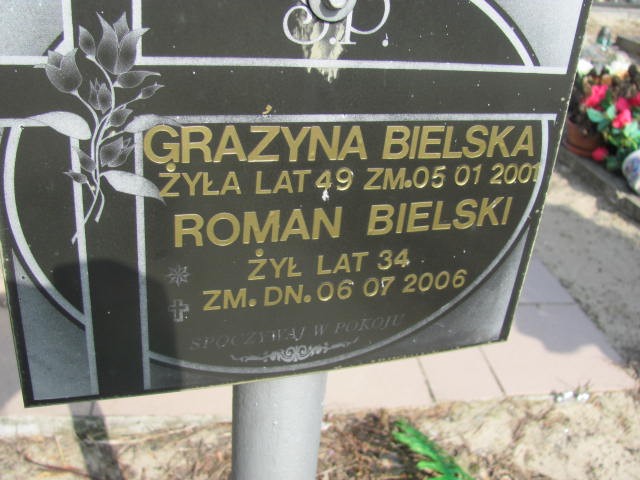 Ś.P.
GRAZYNA BIELSKA
ŻYŁA LAT 49 ZM. 05 01 2001
ROMAN BIELSKI
ŻYŁ LAT 34
ZM. DN. 06 07 2006
SPOCZYWAJ W POKOJU